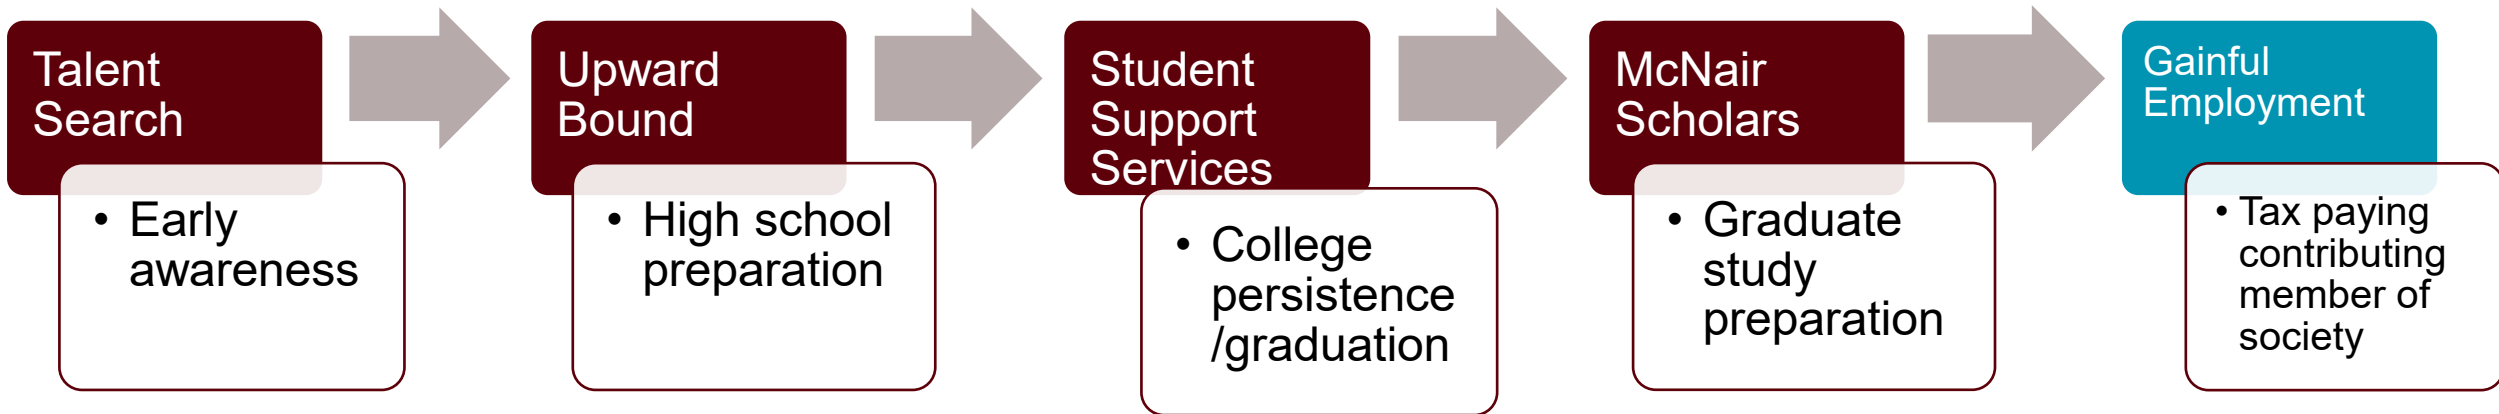 Talent
Search
• Early
awareness
Upward
Bound
• High school
preparation
Student
Support
Services
• College
persistence
/graduation
McNair
Scholars
• Graduate
study
preparation
Gainful
Employment
• Tax paying
contributing
member of
society